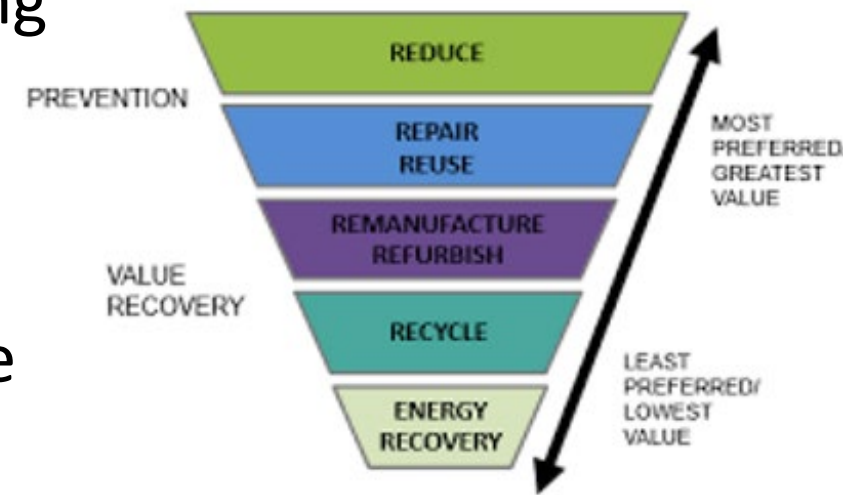 ng
REDUCE
PREVENTION
REPAIR
REUSE
MOST
PREFERRED/
GREATEST
VALUE
REMANUFACTURE
REFURBISH
VALUE
RECOVERY
RECYCLE
e
LEAST
PREFERRED/
LOWEST
VALUE
ENERGY
RECOVERY